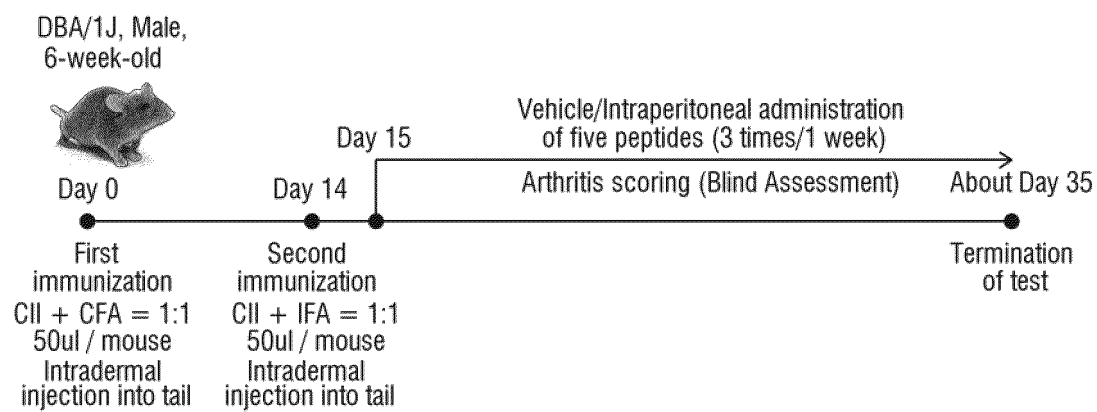 DBA/1J, Male,
6-week-old
Day 0
Day 14
Day 15
Vehicle/Intraperitoneal administration
of five peptides (3 times/1 week)
Arthritis scoring (Blind Assessment)
About Day 35
First
immunization
CII + CFA = 1:1
50ul / mouse
Intradermal
injection into tail
Second
immunization
CII + IFA = 1:1
50ul / mouse
Intradermal
injection into tail
Termination
of test